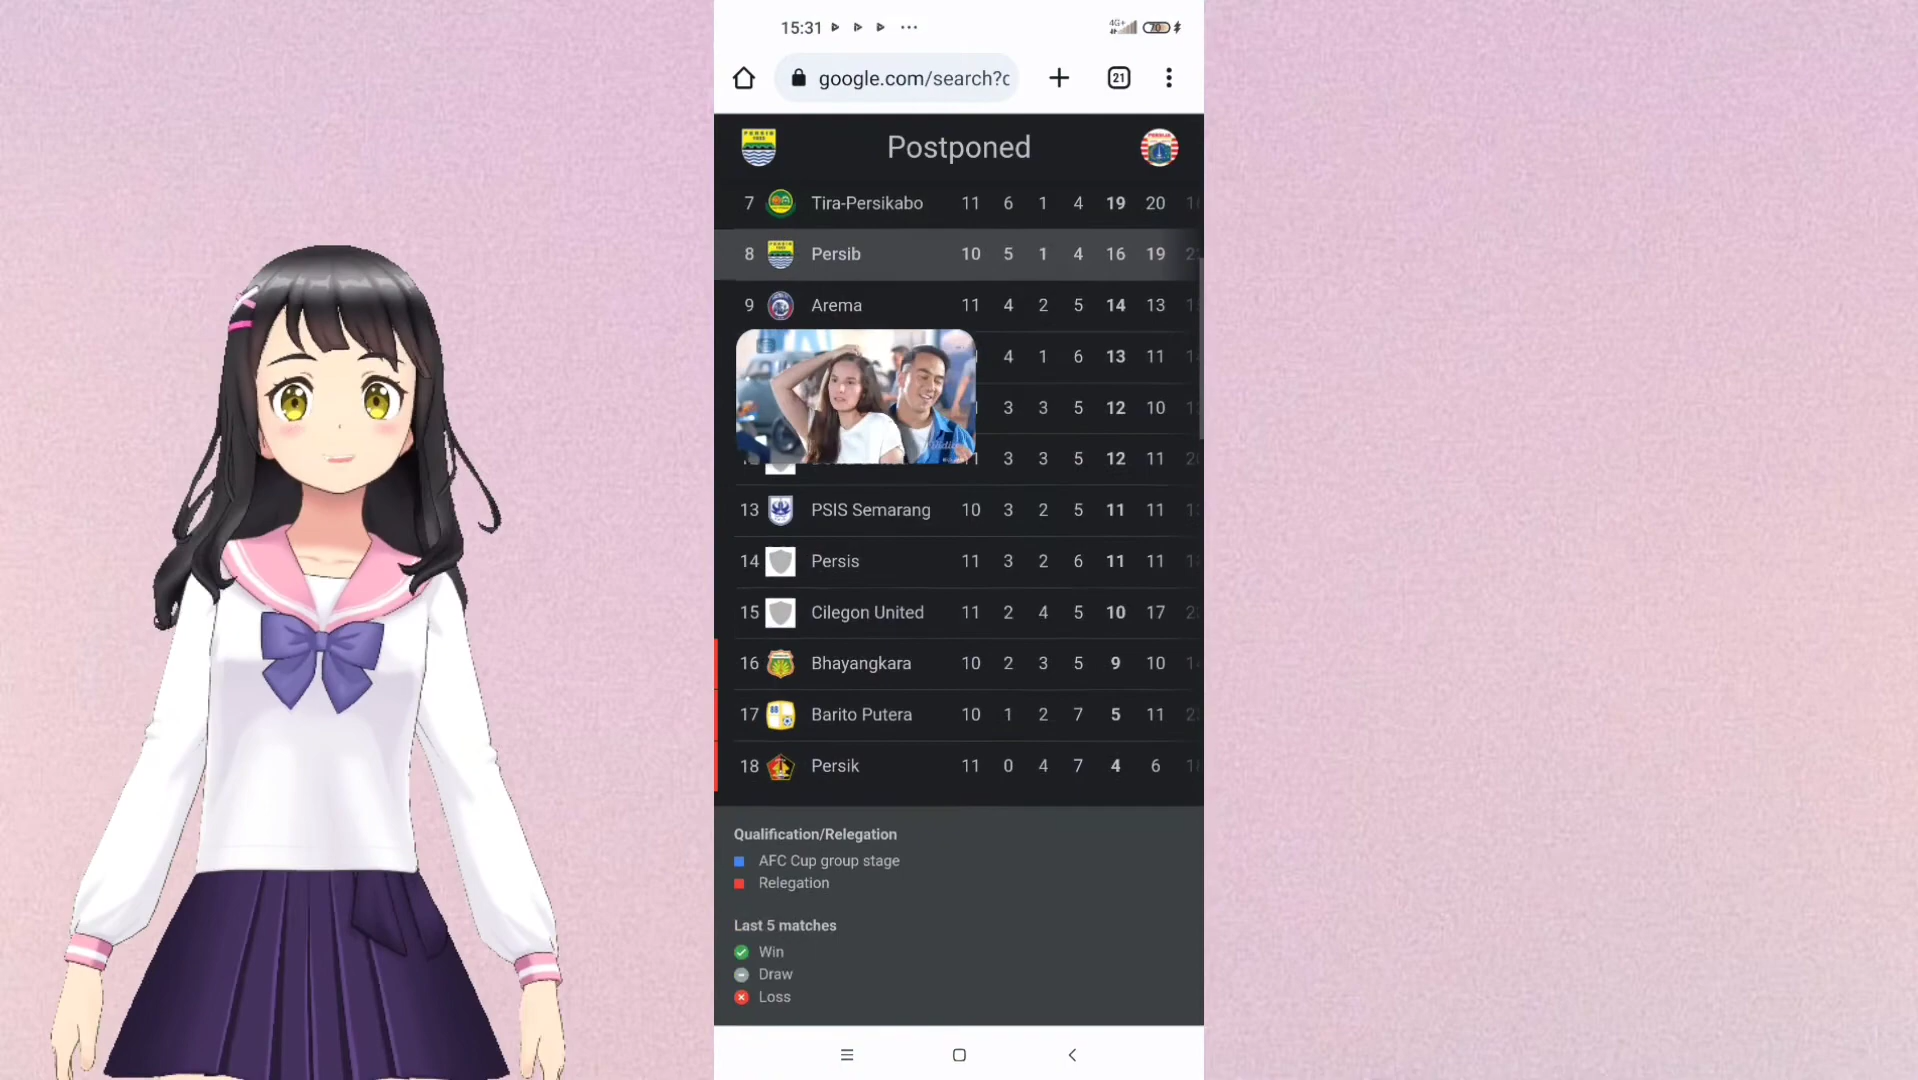 15:31
4G+
70
google.com/search?c
21
Postponed
7 Tira-Persikabo 11 6 1 4 19 20
8 Persib 10 5 1 4 16 19
9 Arema 11 4 2 5 14 13
4 1 6 13 11
3 3 5 12 10
3 3 5 12 11
13 PSIS Semarang 10 3 2 5 11 11
14 Persis 11 3 2 6 11 11
15 Cilegon United 11 2 4 5 10 17
16 Bhayangkara 10 2 3 5 9 10
17 Barito Putera 10 1 2 7 5 11
18 Persik 11 0 4 7 4 6
Qualification/Relegation
AFC Cup group stage
Relegation
Last 5 matches
Win
Draw
Loss